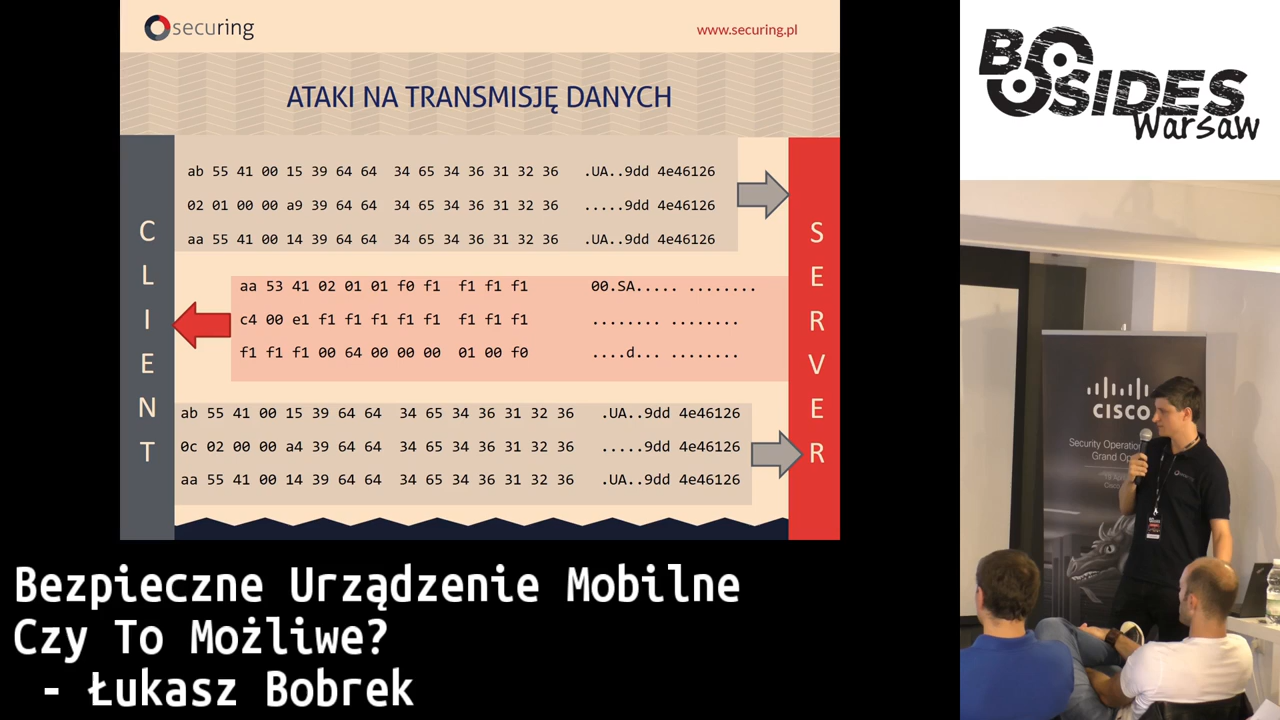 securing
www.securing.pl
ATAKI NA TRANSMISJĘ DANYCH
CLIENT
ab 55 41 00 15 39 64 64 34 65 34 36 31 32 36 .UA..9dd 4e46126
02 01 00 00 a9 39 64 64 34 65 34 36 31 32 36 .....9dd 4e46126
aa 55 41 00 14 39 64 64 34 65 34 36 31 32 36 .UA..9dd 4e46126
aa 53 41 02 01 01 f0 f1 f1 f1 f1 00.SA..... ........
c4 00 e1 f1 f1 f1 f1 f1 f1 f1 f1 ........ ........
f1 f1 f1 00 64 00 00 00 01 00 f0 ....d... ........
ab 55 41 00 15 39 64 64 34 65 34 36 31 32 36 .UA..9dd 4e46126
0c 02 00 00 a4 39 64 64 34 65 34 36 31 32 36 .....9dd 4e46126
aa 55 41 00 14 39 64 64 34 65 34 36 31 32 36 .UA..9dd 4e46126
SERVER
BSIDES
Warsaw
CISCO
Security Operation
Grand Op
Bezpieczne Urządzenie Mobilne
Czy To Możliwe?
- Łukasz Bobrek